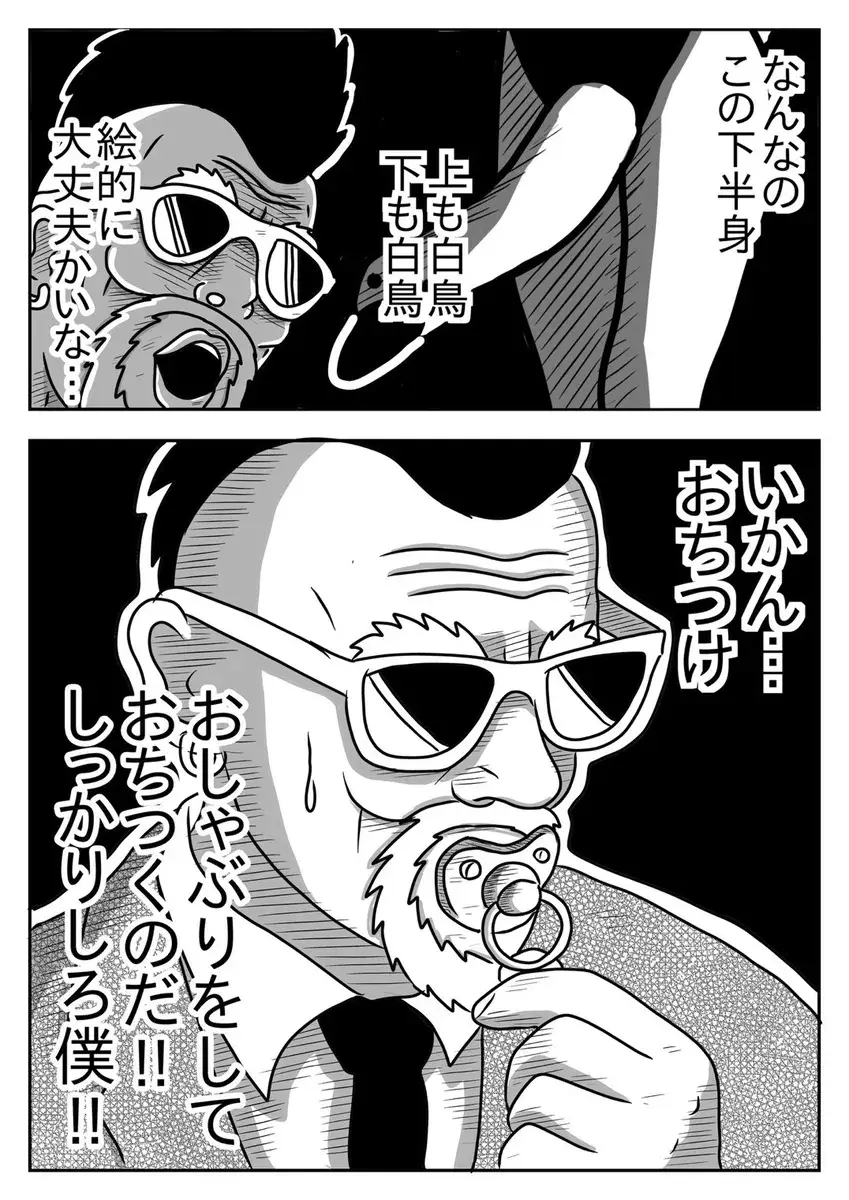 なんなの
この下半身
上も白鳥
下も白鳥
絵的に
大丈夫かいな…
いかん…
おちつけ
おしゃぶりをして
おちつくのだ!!
しっかりしろ僕!!